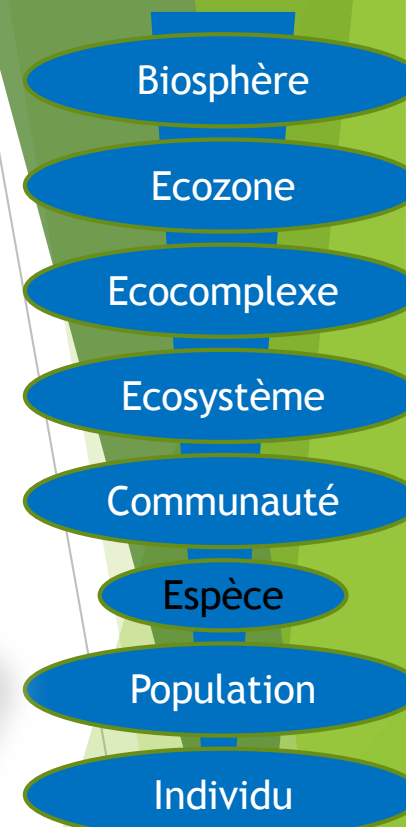 Biosphère
Ecozone
Ecocomplexe
Ecosystème
Communauté
Espèce
Population
Individu